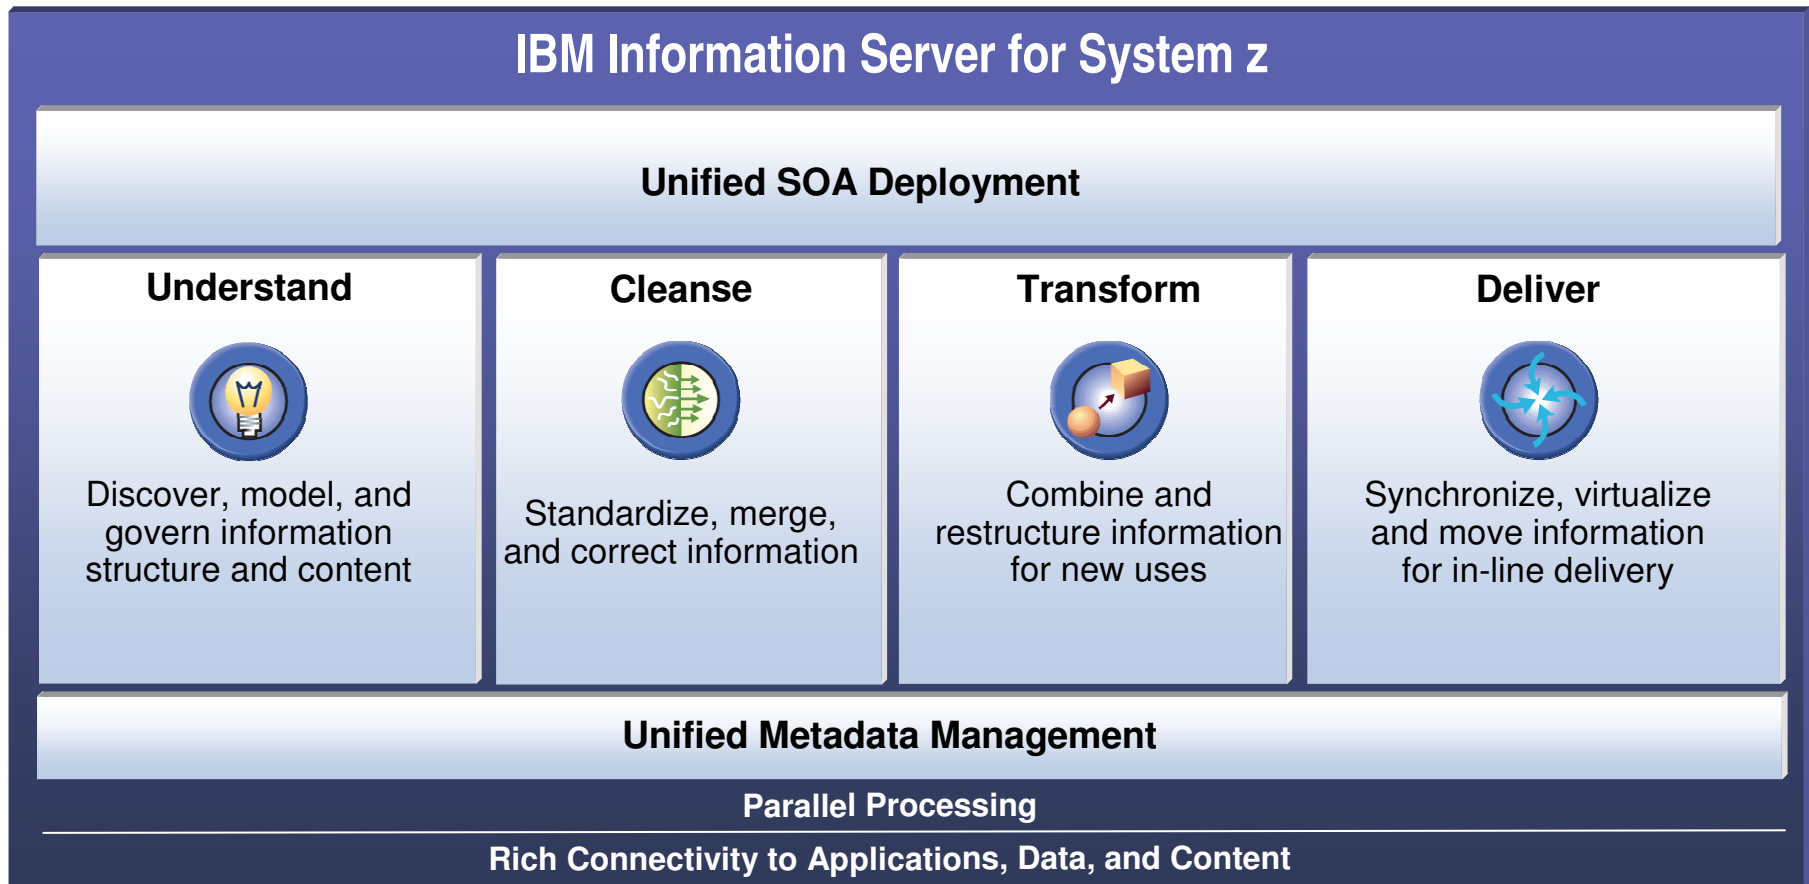 IBM Information Server for System z
Unified SOA Deployment
Understand
Discover, model, and
govern information
structure and content
Cleanse
Standardize, merge,
and correct information
Transform
Combine and
restructure information
for new uses
Deliver
Synchronize, virtualize
and move information
for in-line delivery
Unified Metadata Management
Parallel Processing
Rich Connectivity to Applications, Data, and Content